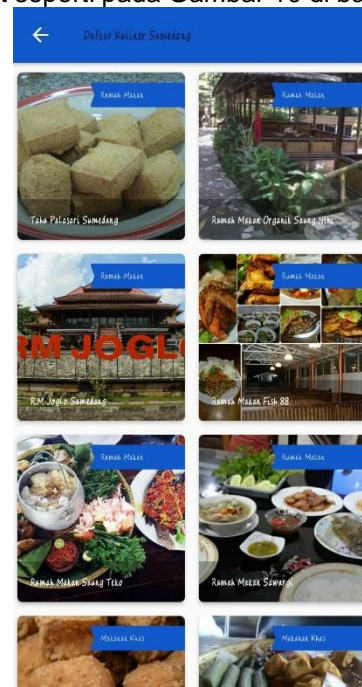 seperti pada Gambar 10 di
Daftar Kuliner Sumedang
Rumah Makan
Tahu Palasari Sumedang
Rumah Makan
Rumah Makan Organik Saung Nini
Rumah Makan
RM JOGL
R.M Joglo Sumedang
Rumah Makan
Rumah Makan Fish 88
Rumah Makan
Rumah Makan Saung Teko
Rumah Makan
Rumah Makan Sawargi
Makanan Khas
Makanan Khas